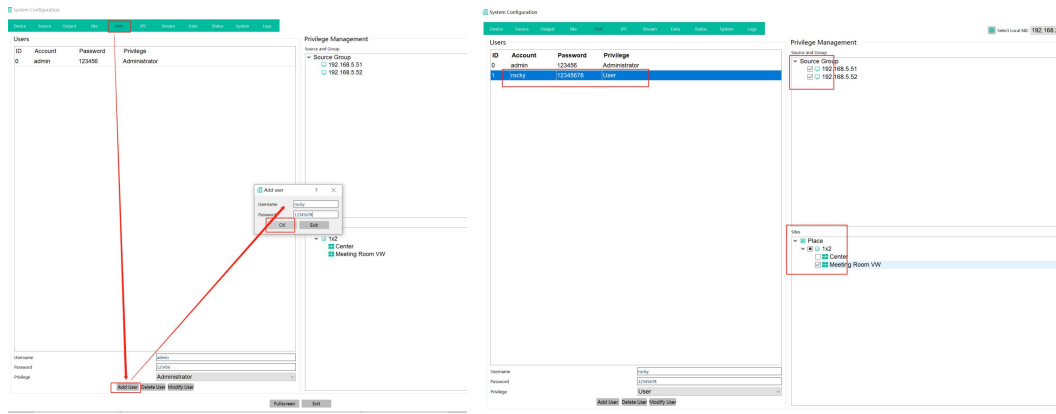 System Configuration
Device Source Output Site User IPC Stream Data Status System Logs
Users
ID Account Password Privilege
0 admin 123456 Administrator
Privilege Management
Source and Group
Source Group
192.168.5.51
192.168.5.52
Add user ? ×
Username rocky
Password 12345678
OK Exit
1x2
Center
Meeting Room VW
Username admin
Password 123456
Privilege Administrator
Add User Delete User Modify User
Fullscreen Exit
System Configuration
Device Source Output Site User IPC Stream Data Status System Logs
Select Local NIC 192.168.
Users
ID Account Password Privilege
0 admin 123456 Administrator
1 rocky 12345678 User
Privilege Management
Source and Group
Source Group
192.168.5.51
192.168.5.52
Sites
Place
1x2
Center
Meeting Room VW
Username rocky
Password 12345678
Privilege User
Add User Delete User Modify User